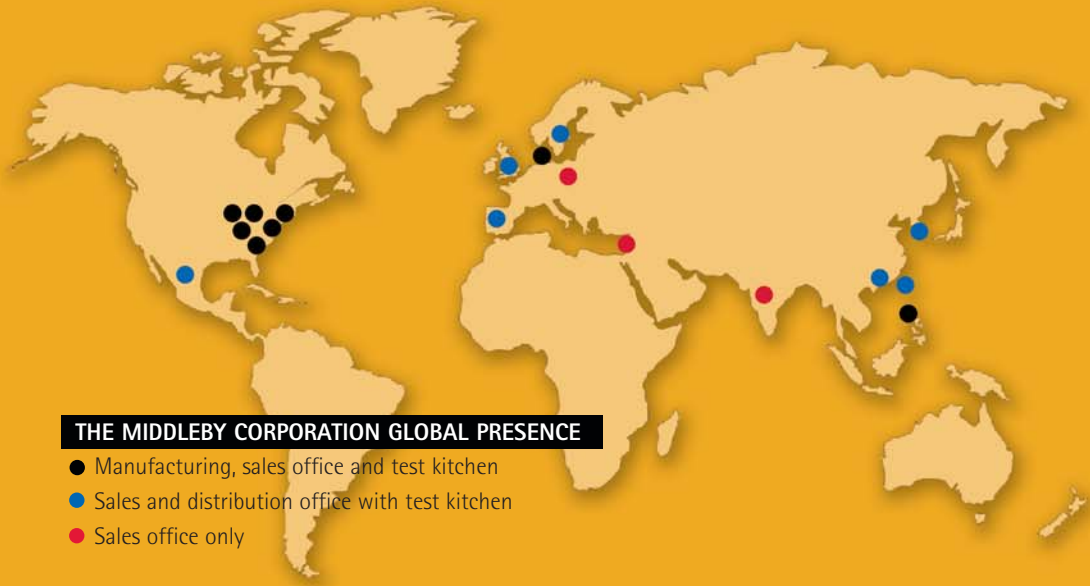 THE MIDDLEBY CORPORATION GLOBAL PRESENCE
Manufacturing, sales office and test kitchen
Sales and distribution office with test kitchen
Sales office only